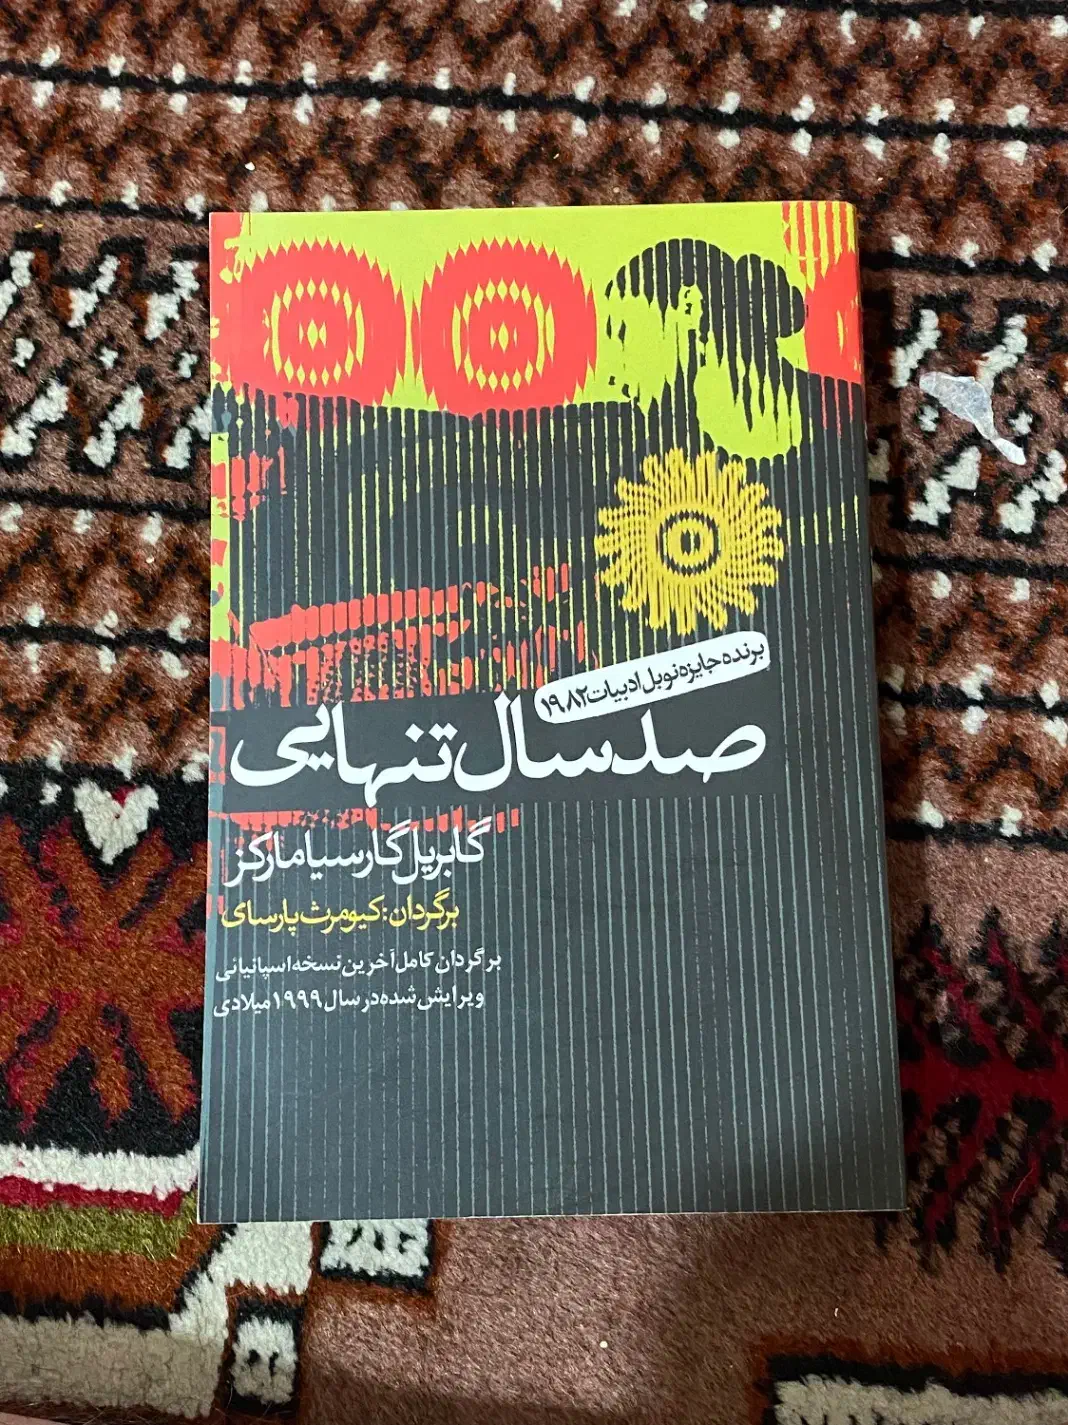 برنده جایزه نوبل ادبیات ۱۹۸۲
صد سال تنهایی
گابریل گارسیا مارکز
برگردان: کیومرث پارسای
برگردان کامل آخرین نسخه اسپانیائی
ویرایش شده در سال ۱۹۹۹ میلادی